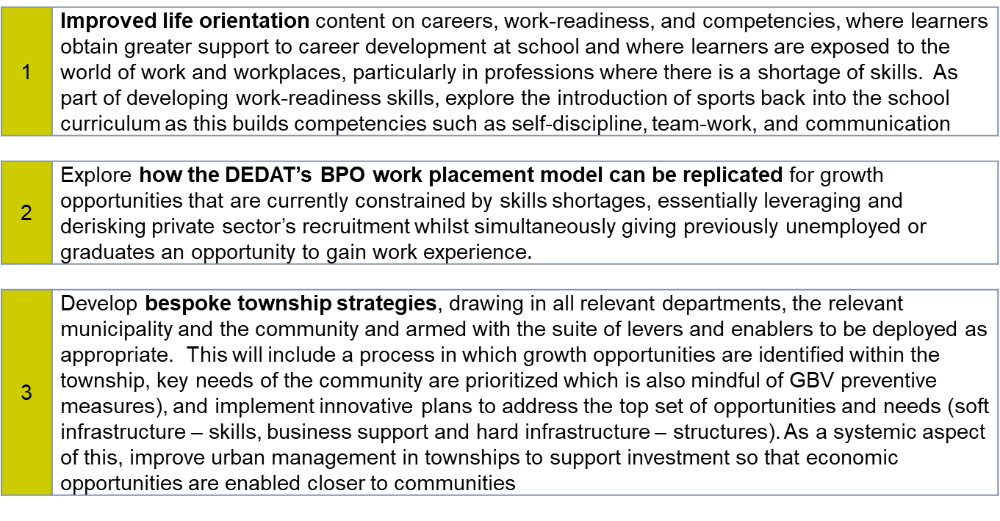 1
Improved life orientation content on careers, work-readiness, and competencies, where learners
obtain greater support to career development at school and where learners are exposed to the
world of work and workplaces, particularly in professions where there is a shortage of skills.  As
part of developing work-readiness skills, explore the introduction of sports back into the school
curriculum as this builds competencies such as self-discipline, team-work, and communication
2
Explore how the DEDAT’s BPO work placement model can be replicated for growth
opportunities that are currently constrained by skills shortages, essentially leveraging and
derisking private sector’s recruitment whilst simultaneously giving previously unemployed or
graduates an opportunity to gain work experience.
3
Develop bespoke township strategies, drawing in all relevant departments, the relevant
municipality and the community and armed with the suite of levers and enablers to be deployed as
appropriate.  This will include a process in which growth opportunities are identified within the
township, key needs of the community are prioritized which is also mindful of GBV preventive
measures), and implement innovative plans to address the top set of opportunities and needs (soft
infrastructure – skills, business support and hard infrastructure – structures). As a systemic aspect
of this, improve urban management in townships to support investment so that economic
opportunities are enabled closer to communities